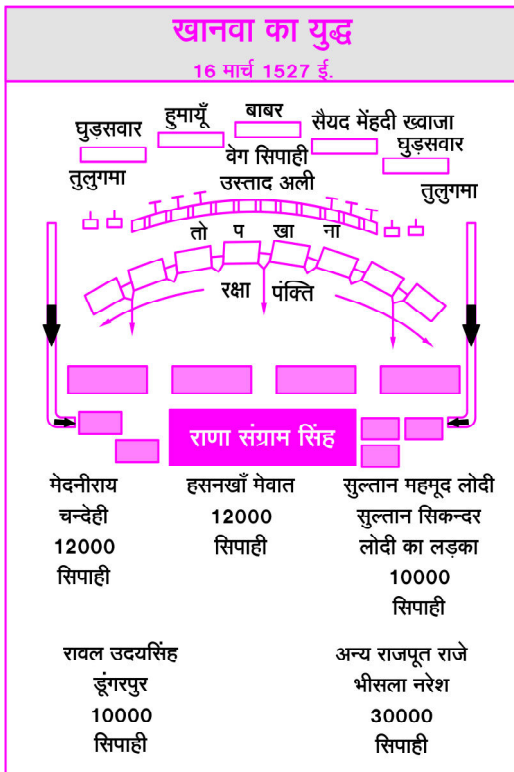 खानवा का युद्ध
16 मार्च 1527 ई.
घुडसवार
हुमायूँ
बाबर
सैयद मेंहदी ख्वाजा
घुड़सवार
तुलुगमा
वेग सिपाही
उस्ताद अली
तुलुगमा
तो प खा ना
रक्षा पंक्ति
राणा संग्राम सिंह
मेदनीराय
चन्देही
12000
सिपाही
हसनखाँ मेवात
12000
सिपाही
सुल्तान महमूद लोदी
सुल्तान सिकन्दर
लोदी का लड़का
10000
सिपाही
रावल उदयसिंह
डूंगरपुर
10000
सिपाही
अन्य राजपूत राजे
भीसला नरेश
30000
सिपाही